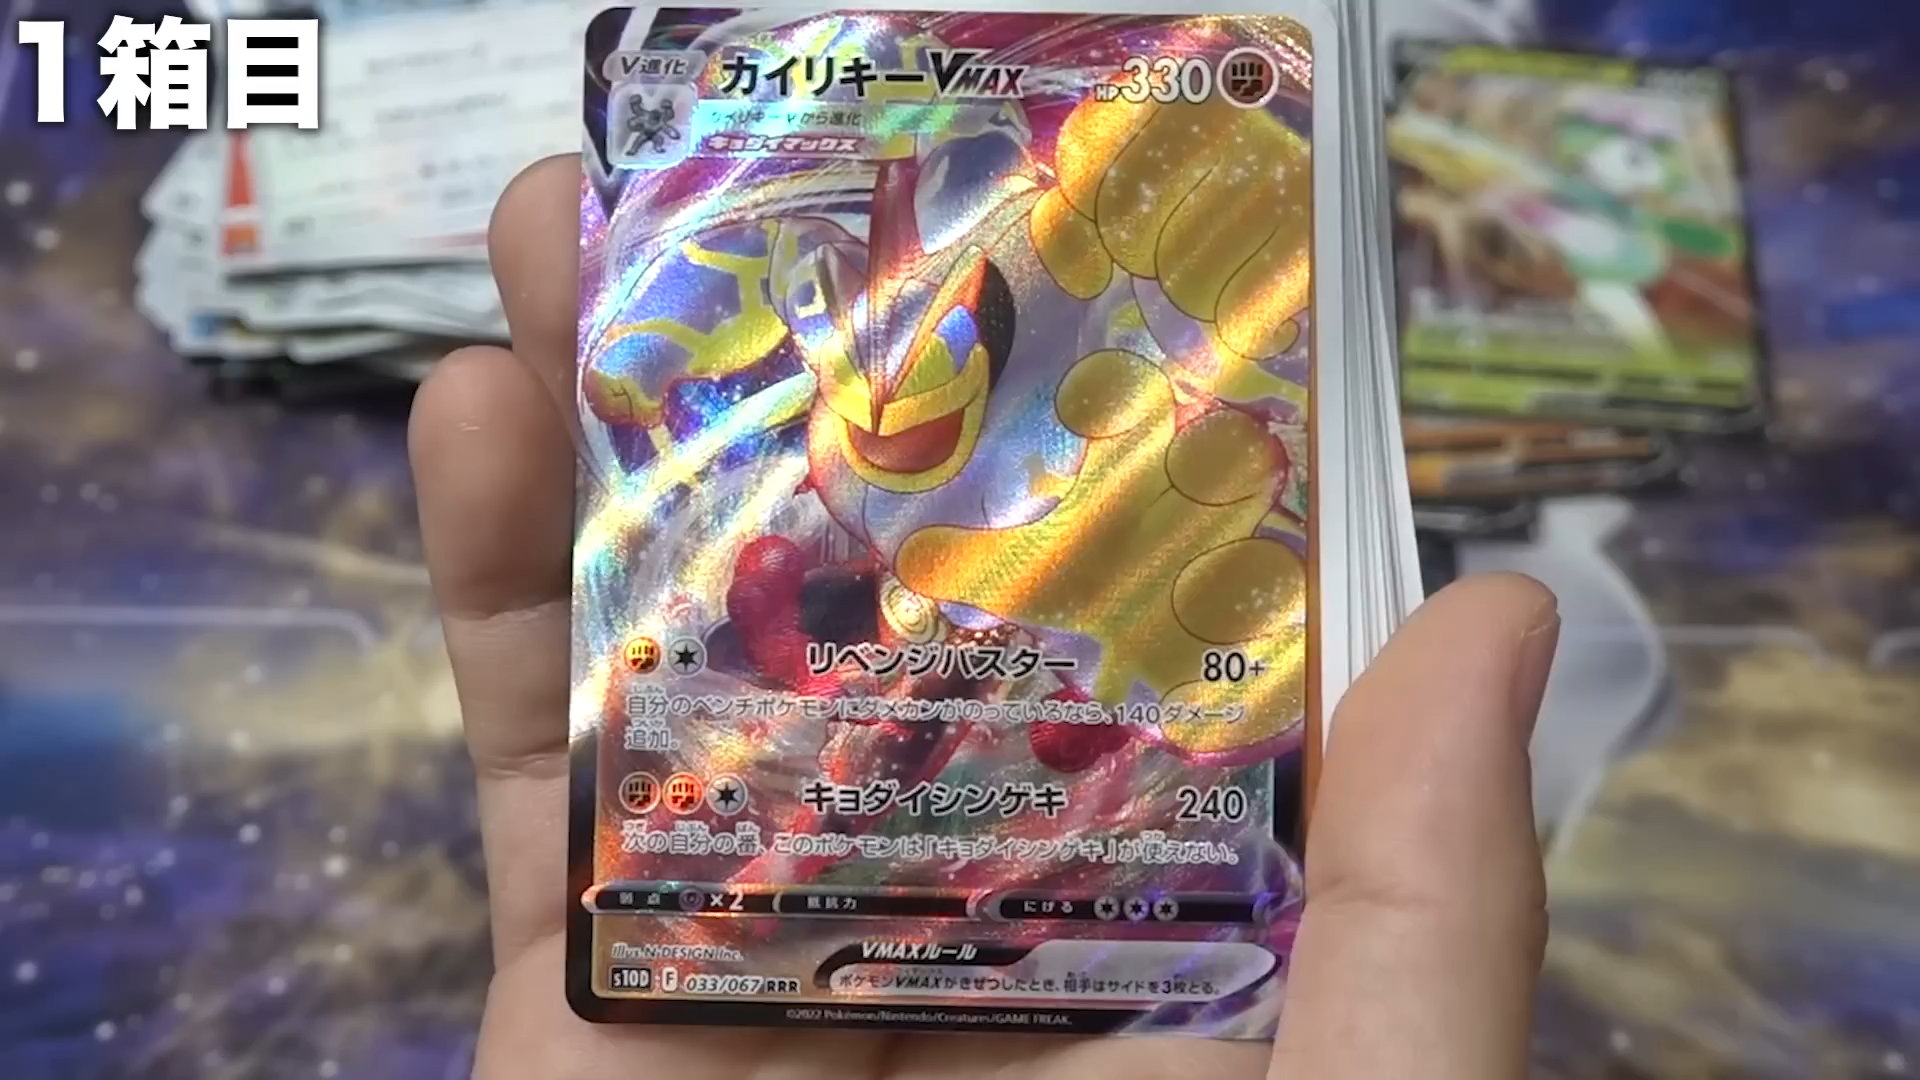 1箱目
V進化
カイリキーVMAX
HP330
カイリキーVから進化
キョダイマックス
リベンジバスター 80+
自分のベンチポケモンにダメカンがのっているなら、140ダメージ
追加。
キョダイシンゲキ 240
次の自分の番、このポケモンは「キョダイシンゲキ」が使えない。
弱点 ×2 抵抗力 にげる
Illus. N-DESIGN Inc.
VMAXルール
s10D F 033/067 RRR
ポケモンVMAXがきぜつしたとき、相手はサイドを3枚とる。
©2022 Pokémon/Nintendo/Creatures/GAME FREAK.